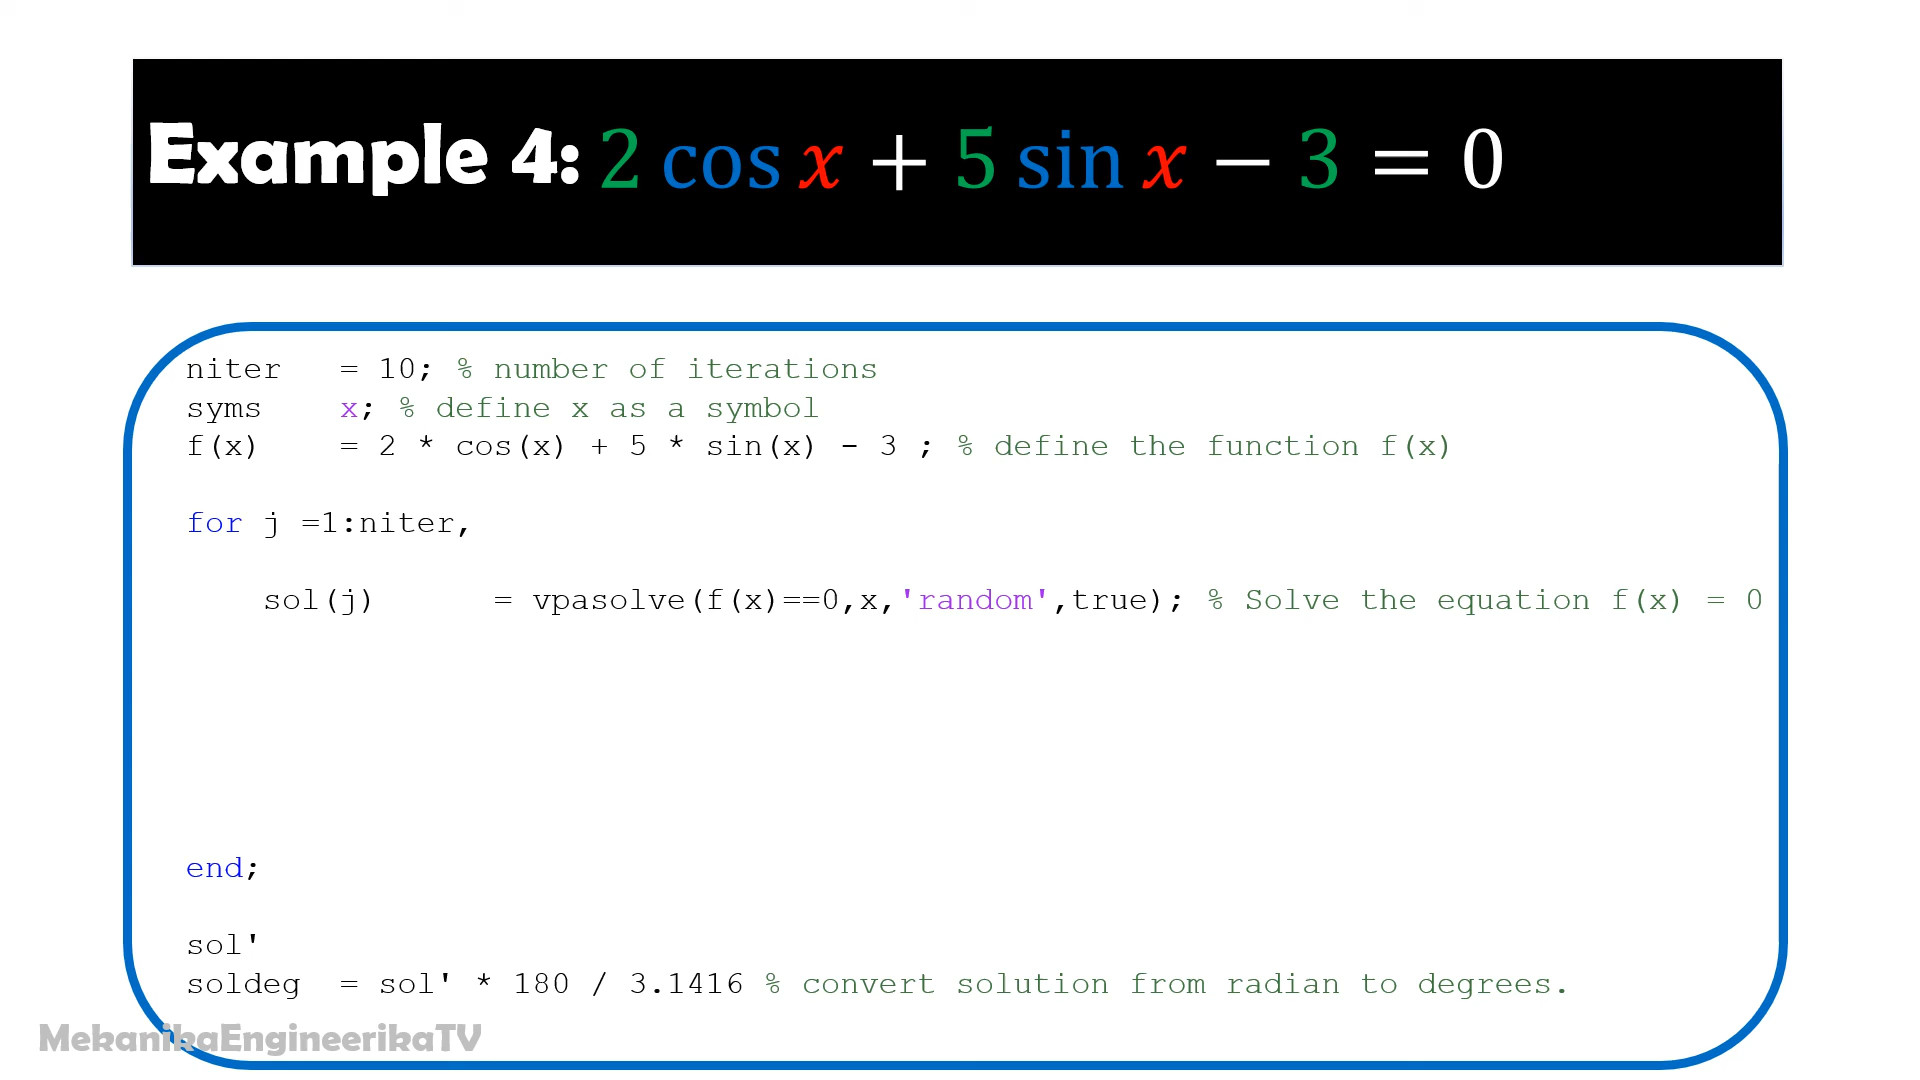 Example 4: 2 cos x + 5 sin x − 3 = 0
niter   = 10; % number of iterations
syms    x; % define x as a symbol
f(x)    = 2 * cos(x) + 5 * sin(x) - 3 ; % define the function f(x)
for j =1:niter,
    sol(j)      = vpasolve(f(x)==0,x,'random',true); % Solve the equation f(x) = 0
end;
sol'
soldeg  = sol' * 180 / 3.1416 % convert solution from radian to degrees.
MekanikaEngineerikaTV